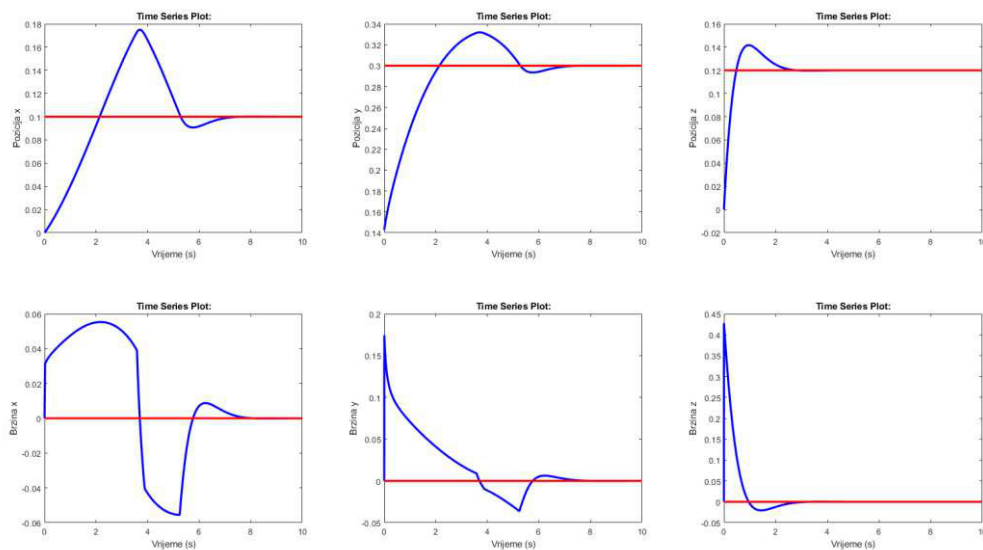 Time Series Plot:
Pozicija x
0.18
0.16
0.14
0.12
0.1
0.08
0.06
0.04
0.02
0
0 2 4 6 8 10
Vrijeme (s)
Time Series Plot:
Pozicija y
0.34
0.32
0.3
0.28
0.26
0.24
0.22
0.2
0.18
0.16
0.14
0 2 4 6 8 10
Vrijeme (s)
Time Series Plot:
Pozicija z
0.16
0.14
0.12
0.1
0.08
0.06
0.04
0.02
0
-0.02
0 2 4 6 8 10
Vrijeme (s)
Time Series Plot:
Brzina x
0.06
0.04
0.02
0
-0.02
-0.04
-0.06
0 2 4 6 8 10
Vrijeme (s)
Time Series Plot:
Brzina y
0.2
0.15
0.1
0.05
0
-0.05
0 2 4 6 8 10
Vrijeme (s)
Time Series Plot:
Brzina z
0.45
0.4
0.35
0.3
0.25
0.2
0.15
0.1
0.05
0
-0.05
0 2 4 6 8 10
Vrijeme (s)